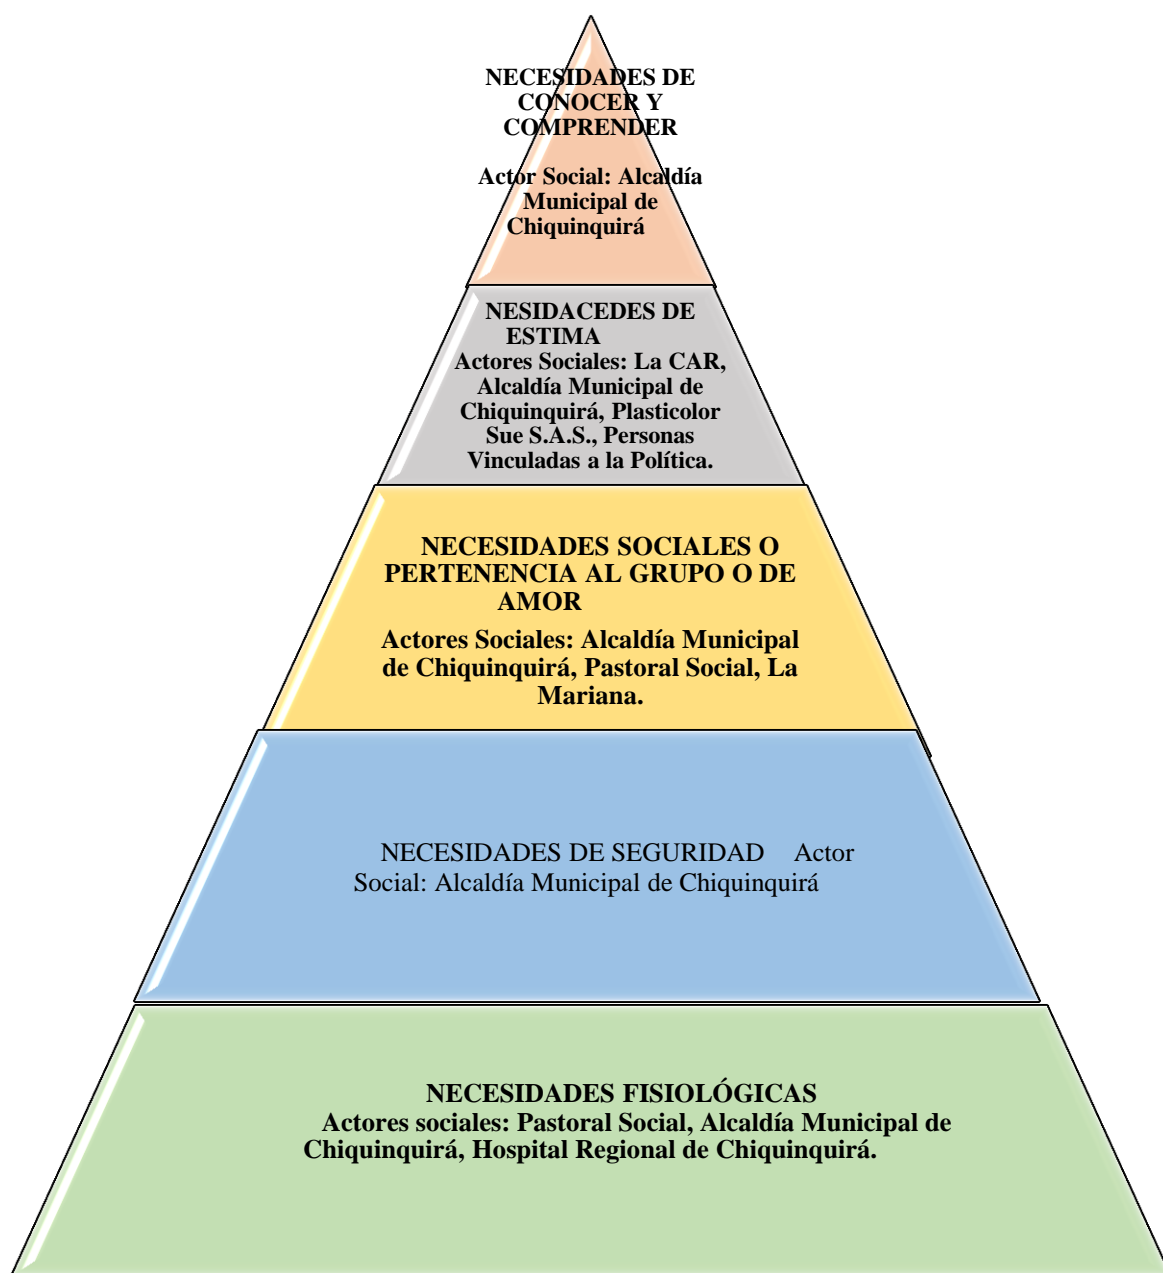 NECESIDADES DE
CONOCER Y
COMPRENDER
Actor Social: Alcaldía
Municipal de
Chiquinquirá
NESIDACEDES DE
ESTIMA
Actores Sociales: La CAR,
Alcaldía Municipal de
Chiquinquirá, Plasticolor
Sue S.A.S., Personas
Vinculadas a la Política.
NECESIDADES SOCIALES O
PERTENENCIA AL GRUPO O DE
AMOR
Actores Sociales: Alcaldía Municipal
de Chiquinquirá, Pastoral Social, La
Mariana.
NECESIDADES DE SEGURIDAD Actor
Social: Alcaldía Municipal de Chiquinquirá
NECESIDADES FISIOLÓGICAS
Actores sociales: Pastoral Social, Alcaldía Municipal de
Chiquinquirá, Hospital Regional de Chiquinquirá.